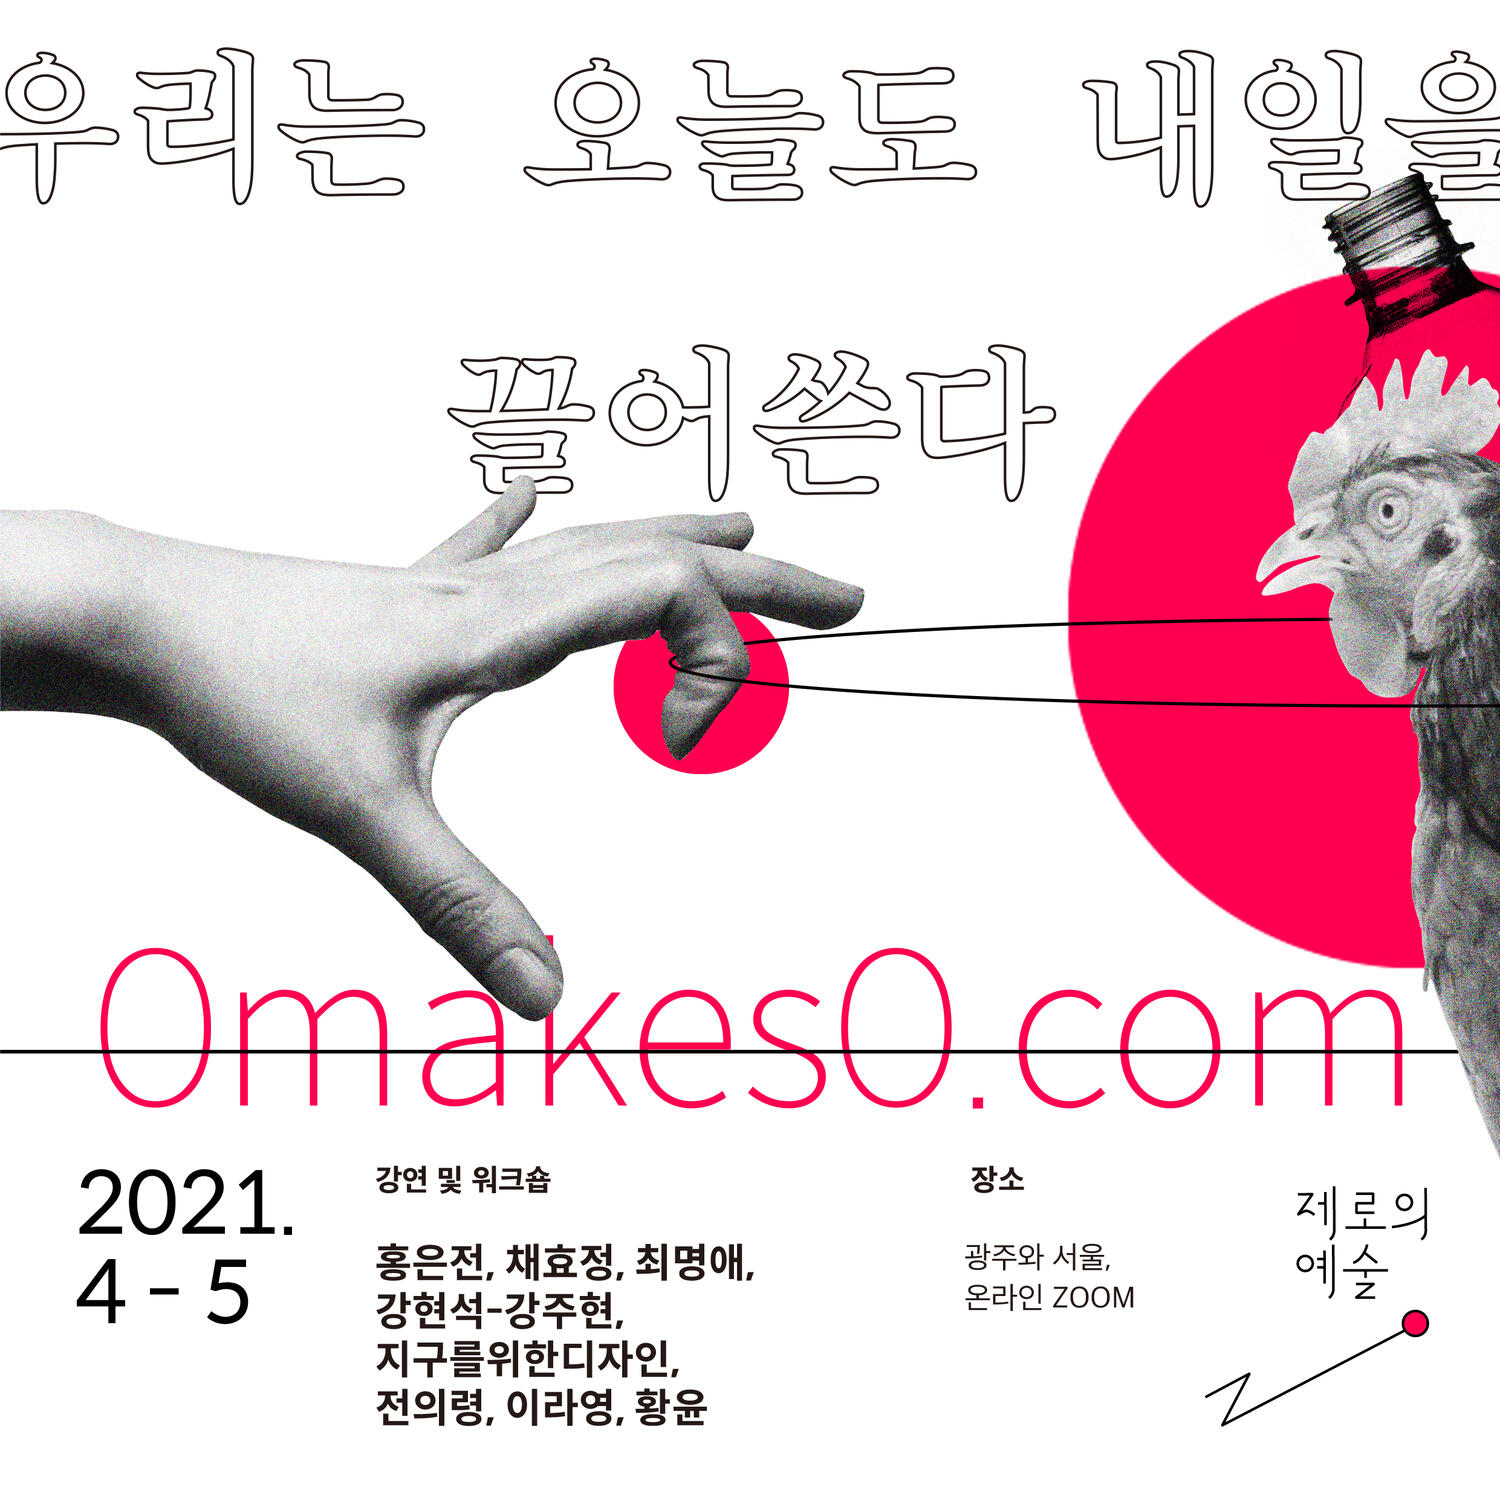 우리는 오늘도 내일을
끌어쓴다
0makes0.com
2021.
4 - 5
강연 및 워크숍
홍은전, 채효정, 최명애,
강현석-강주현,
지구를위한디자인,
전의령, 이라영, 황윤
장소
광주와 서울,
온라인 ZOOM
제로의
예술